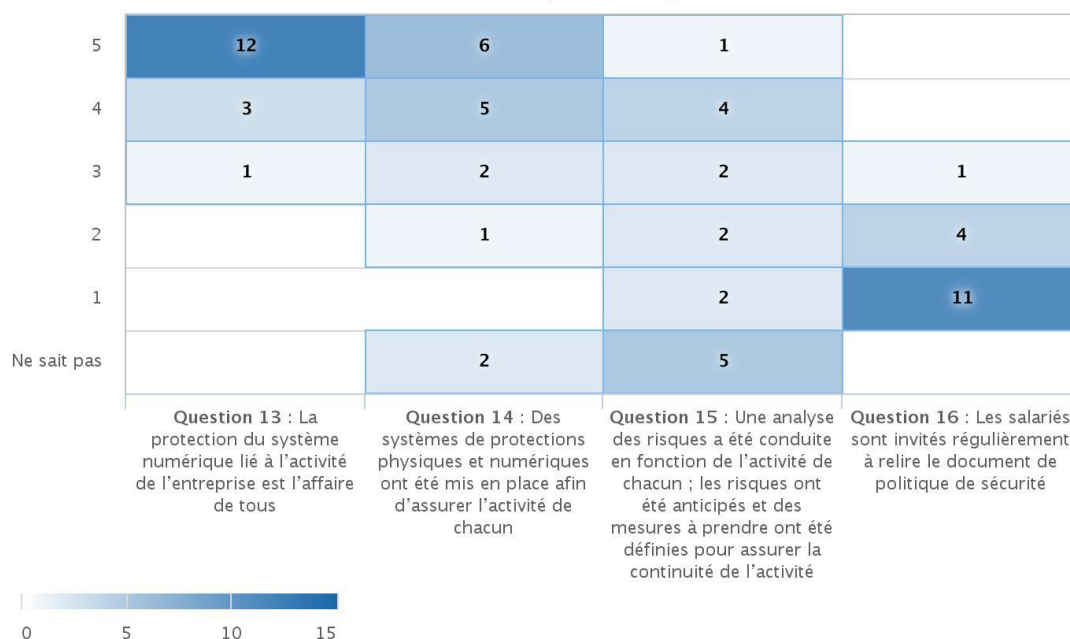 5 12 6 1
4 3 5 4
3 1 2 2 1
2 1 2 4
1 2 11
Ne sait pas 2 5
Question 13 : La
protection du système
numérique lié à l’activité
de l’entreprise est l’affaire
de tous
Question 14 : Des
systèmes de protections
physiques et numériques
ont été mis en place afin
d’assurer l’activité de
chacun
Question 15 : Une analyse
des risques a été conduite
en fonction de l’activité de
chacun ; les risques ont
été anticipés et des
mesures à prendre ont été
définies pour assurer la
continuité de l’activité
Question 16 : Les salariés
sont invités régulièrement
à relire le document de
politique de sécurité
0 5 10 15